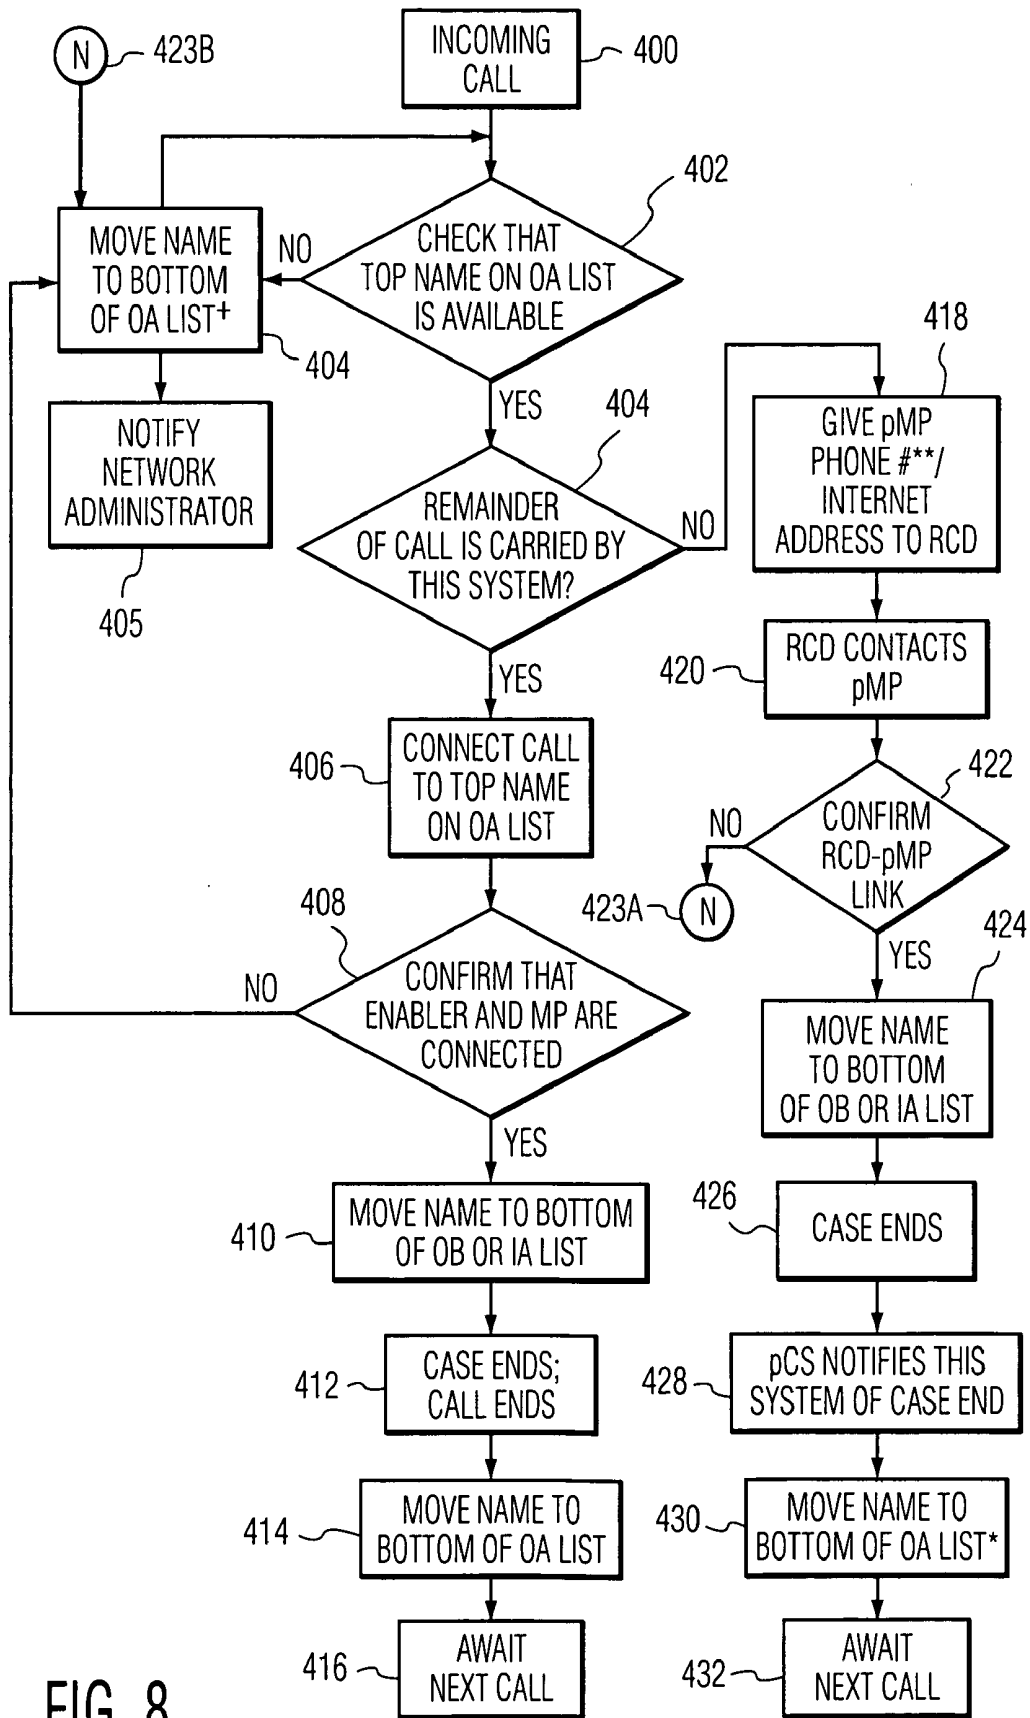 N
423B
INCOMING
CALL
400
402
CHECK THAT
TOP NAME ON OA LIST
IS AVAILABLE
NO
MOVE NAME
TO BOTTOM
OF OA LIST+
404
YES
NOTIFY
NETWORK
ADMINISTRATOR
405
404
REMAINDER
OF CALL IS CARRIED BY
THIS SYSTEM?
NO
418
GIVE pMP
PHONE #**/
INTERNET
ADDRESS TO RCD
YES
420
RCD CONTACTS
pMP
406
CONNECT CALL
TO TOP NAME
ON OA LIST
422
CONFIRM
RCD-pMP
LINK
NO
423A
N
YES
408
CONFIRM THAT
ENABLER AND MP ARE
CONNECTED
NO
YES
424
MOVE NAME
TO BOTTOM
OF OB OR IA LIST
410
MOVE NAME TO BOTTOM
OF OB OR IA LIST
426
CASE ENDS
412
CASE ENDS;
CALL ENDS
428
pCS NOTIFIES THIS
SYSTEM OF CASE END
414
MOVE NAME TO
BOTTOM OF OA LIST
430
MOVE NAME TO
BOTTOM OF OA LIST*
416
AWAIT
NEXT CALL
432
AWAIT
NEXT CALL
FIG. 8